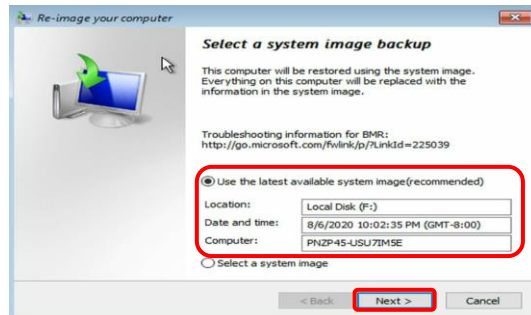 Re-image your computer
Select a system image backup
This computer will be restored using the system image.
Everything on this computer will be replaced with the
information in the system image.
Troubleshooting information for BMR:
http://go.microsoft.com/fwlink/p/?LinkId=225039
Use the latest available system image(recommended)
Location: Local Disk (F:)
Date and time: 8/6/2020 10:02:35 PM (GMT-8:00)
Computer: PNZP45-USU7IM5E
Select a system image
< Back Next > Cancel